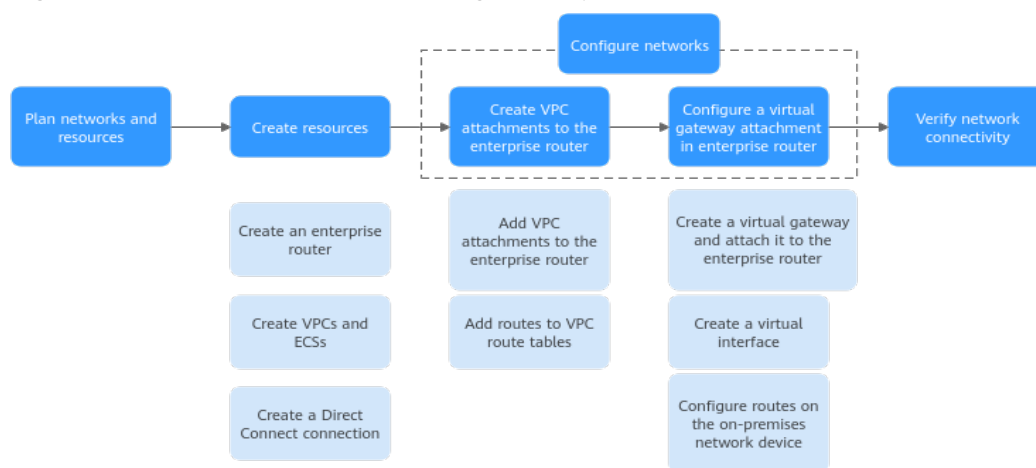 Configure networks
Plan networks and
resources
Create resources
Create VPC
attachments to the
enterprise router
Configure a virtual
gateway attachment
in enterprise router
Verify network
connectivity
Create an enterprise
router
Add VPC
attachments to the
enterprise router
Create a virtual gateway
and attach it to the
enterprise router
Create VPCs and
ECSs
Add routes to VPC
route tables
Create a virtual
interface
Create a Direct
Connect connection
Configure routes on
the on-premises
network device